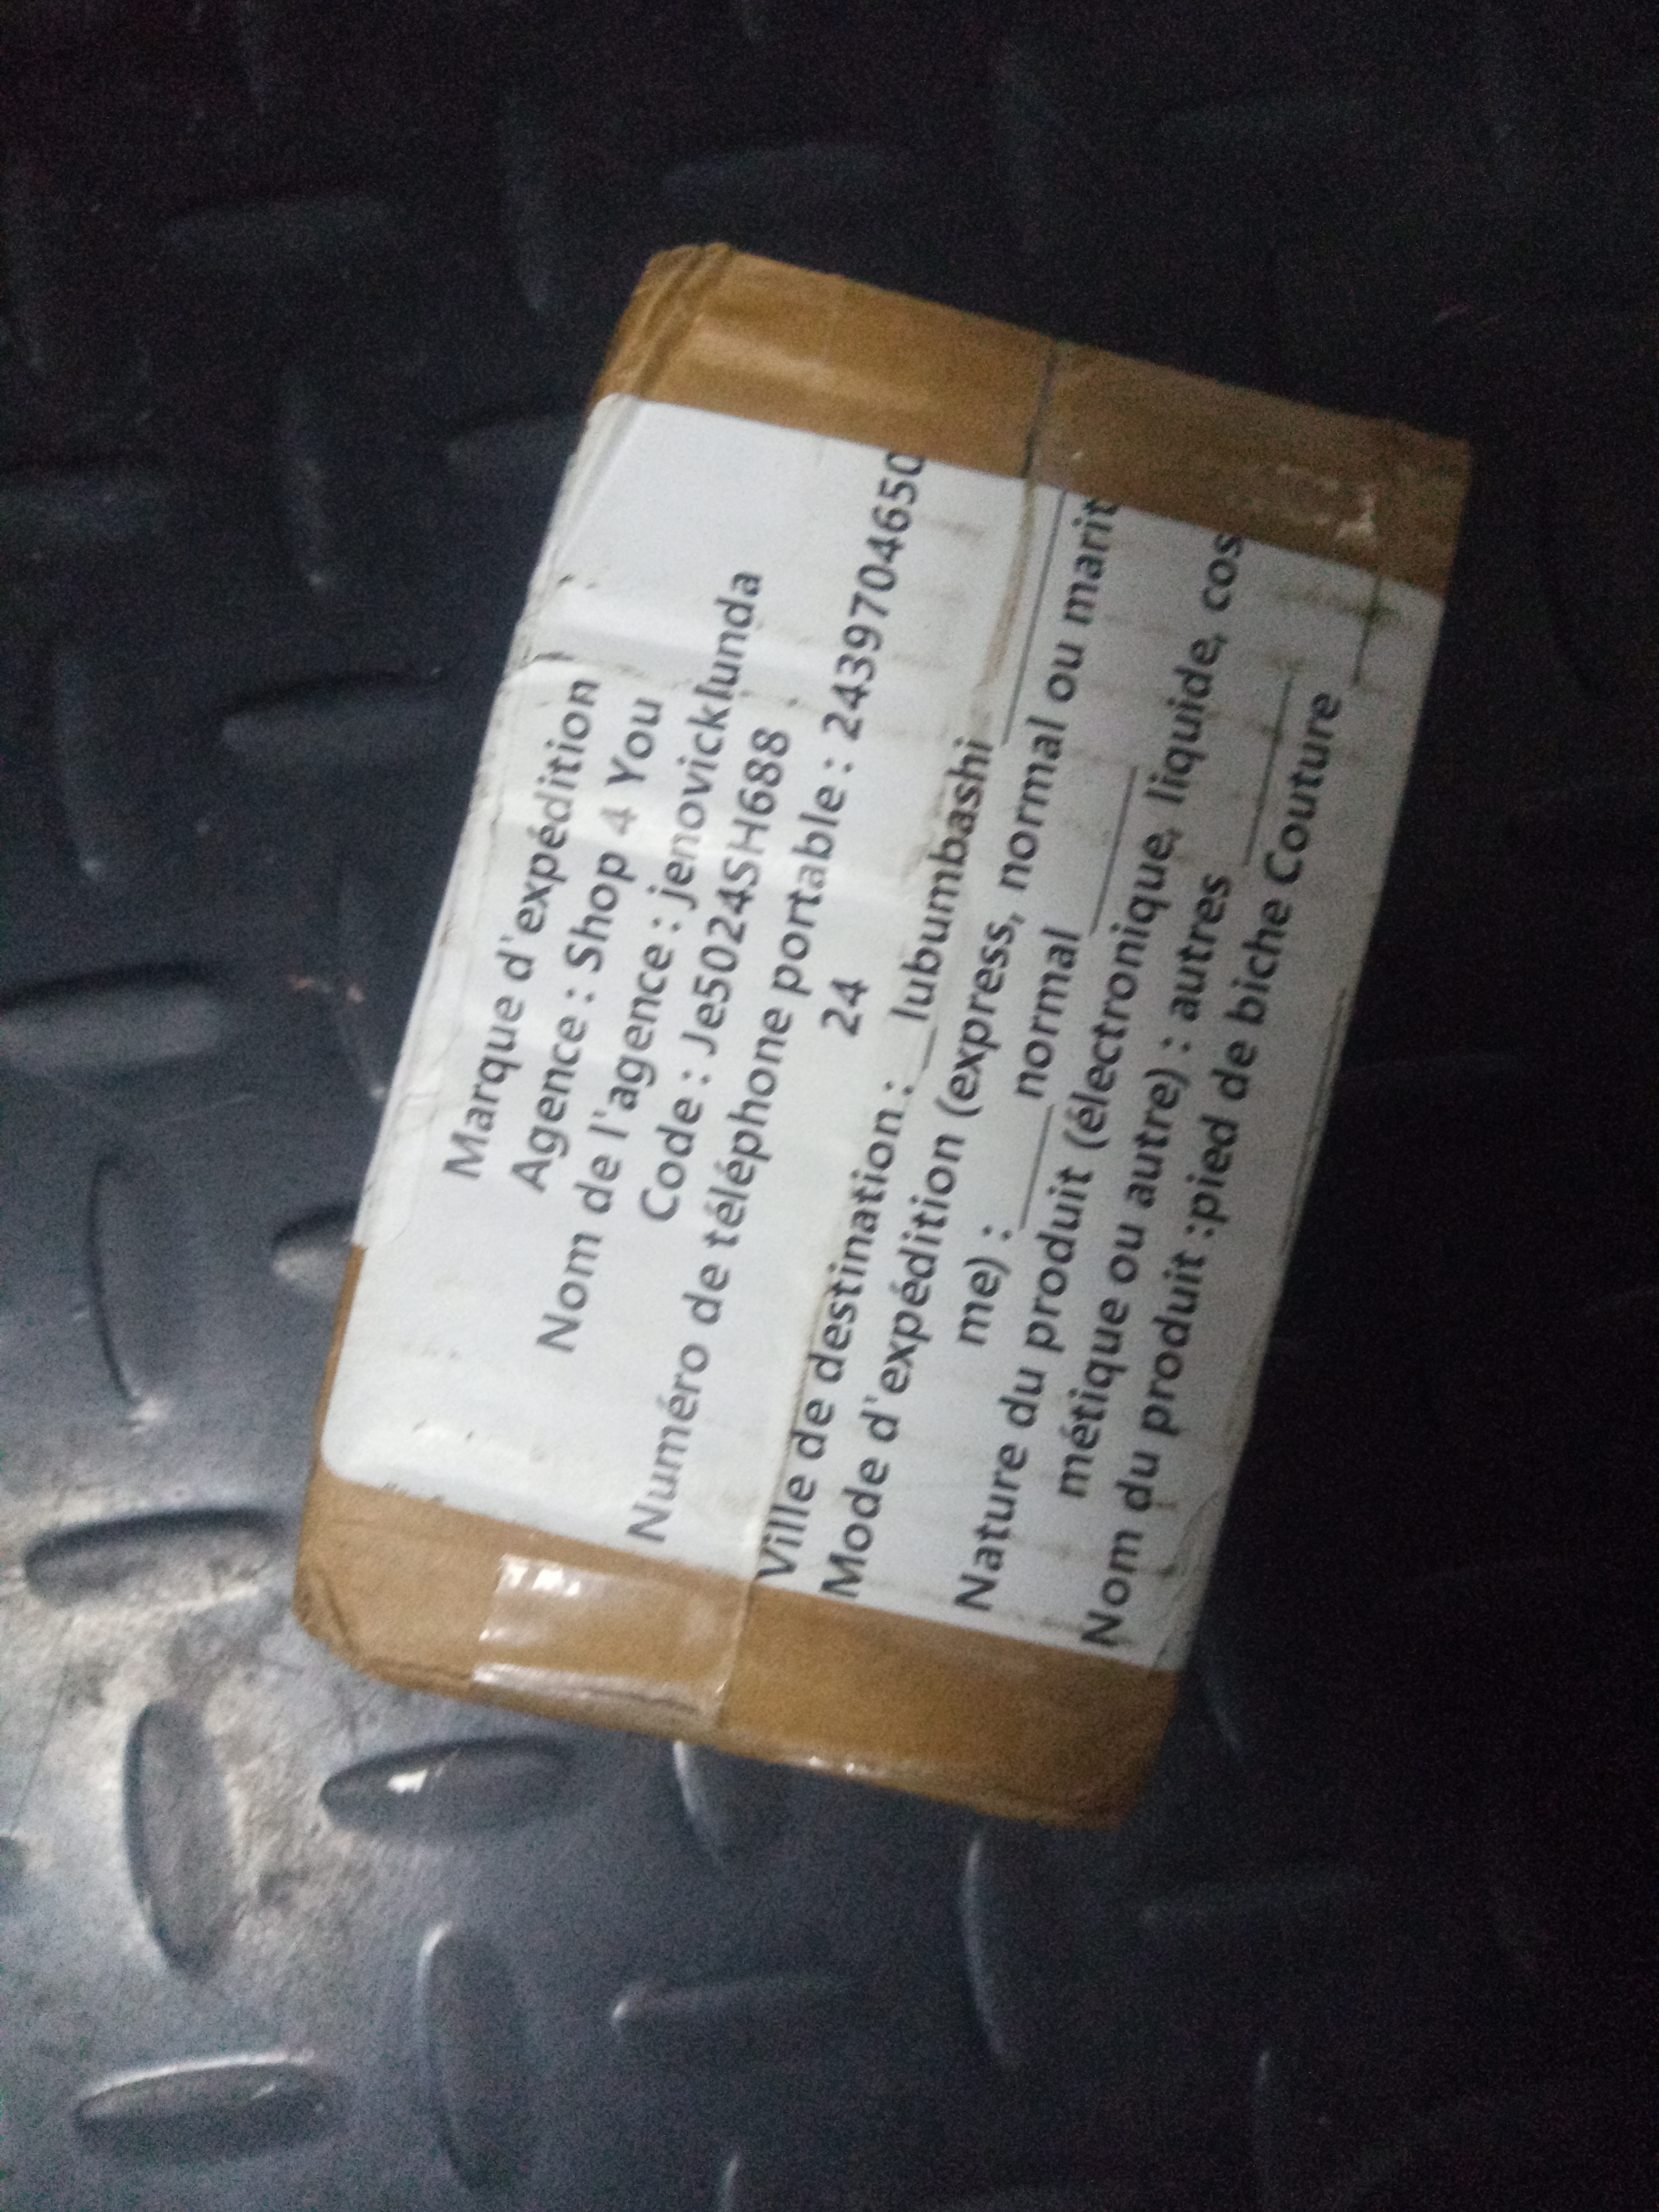 Marque d'expédition
Agence : Shop 4 You
Nom de l'agence : jenovicklunda
Code : Je5024SH688
Numéro de téléphone portable : 2439704650
24
Ville de destination : lubumbashi
Mode d'expédition (express, normal ou marit
me) : normal
Nature du produit (électronique, liquide, cos
métique ou autre) : autres
Nom du produit :pied de biche Couture